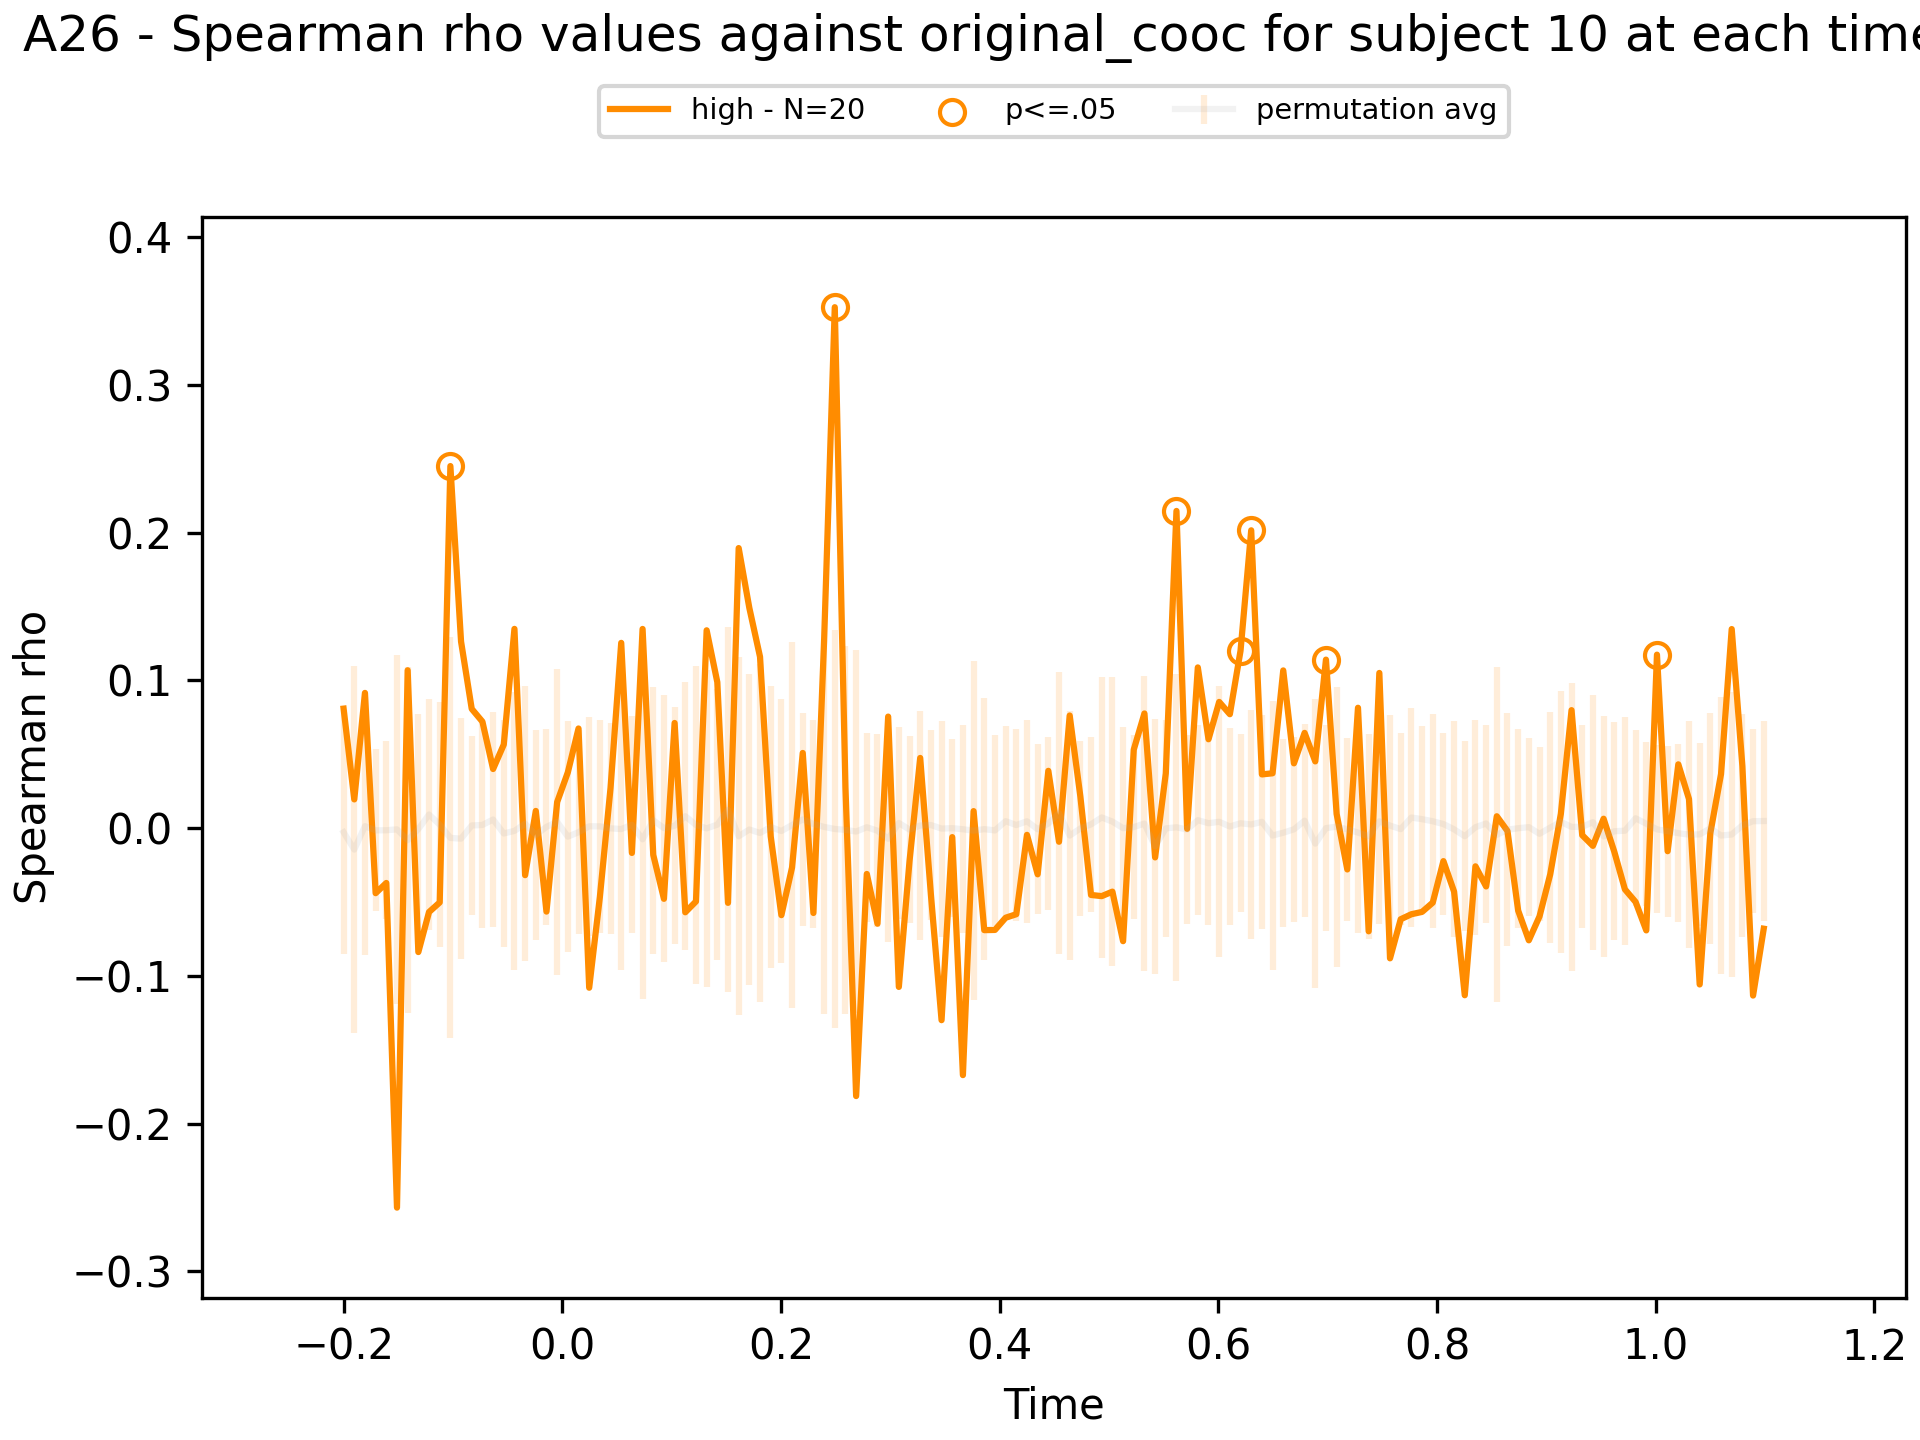 A26 - Spearman rho values against original_cooc for subject 10 at each time
high - N=20 p<=.05 permutation avg
0.4
0.3
0.2
0.1
0.0
−0.1
−0.2
−0.3
Spearman rho
−0.2 0.0 0.2 0.4 0.6 0.8 1.0 1.2
Time